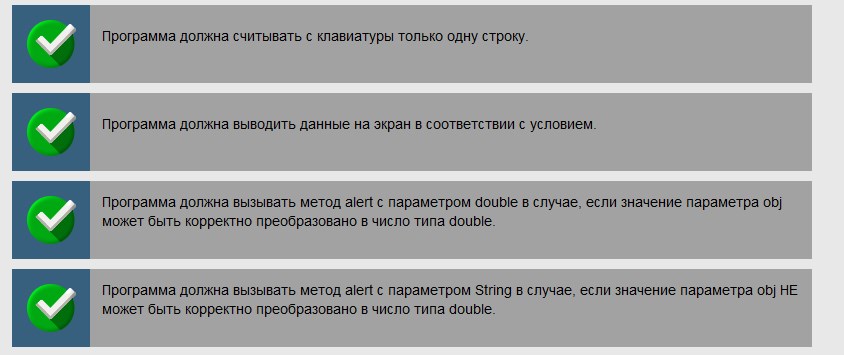 Программа должна считывать с клавиатуры только одну строку.
Программа должна выводить данные на экран в соответствии с условием.
Программа должна вызывать метод alert с параметром double в случае, если значение параметра obj
может быть корректно преобразовано в число типа double.
Программа должна вызывать метод alert с параметром String в случае, если значение параметра obj НЕ
может быть корректно преобразовано в число типа double.